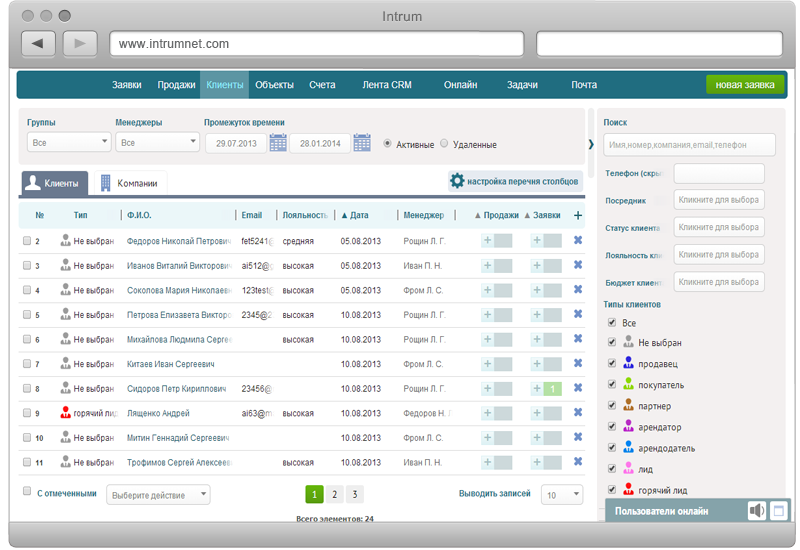 Intrum
www.intrumnet.com
Заявки Продажи Клиенты Объекты Счета Лента CRM Онлайн Задачи Почта новая заявка
Группы Менеджеры Промежуток времени
Все Все 29.07.2013 28.01.2014 Активные Удаленные
Клиенты Компании настройка перечня столбцов
№ Тип Ф.И.О. Email Лояльность ▲ Дата Менеджер ▲ Продажи ▲ Заявки +
2 Не выбран Федоров Николай Петрович fet5241@ средняя 05.08.2013 Рощин Л. Г. +
3 Не выбран Иванов Виталий Викторович ai512@ высокая 05.08.2013 Иван П. Н.
4 Не выбран Соколова Мария Николаевн 123test@ высокая 05.08.2013 Фром Л. С.
5 Не выбран Петрова Елизавета Викторо 2345@2 высокая 10.08.2013 Рощин Л. Г.
6 Не выбран Михайлова Людмила Серге высокая 10.08.2013 Рощин Л. Г.
7 Не выбран Китаев Иван Сергеевич 10.08.2013 Фром Л. С.
8 Не выбран Сидоров Петр Кириллович 23456@ 10.08.2013 Рощин Л. Г. 1
9 горячий лид Лященко Андрей ai63@m высокая 10.08.2013 Федоров Н.
10 Не выбран Митин Геннадий Сергеевич 10.08.2013 Фром Л. С.
11 Не выбран Трофимов Сергей Алексеев высокая 10.08.2013 Иван П. Н.
С отмеченными Выберите действие 1 2 3 Выводить записей 10
Всего элементов: 24
Поиск
Имя,номер,компания,email,телефон
Телефон (скры
Посредник Кликните для выбора
Статус клиента Кликните для выбора
Лояльность кли Кликните для выбора
Бюджет клиен Кликните для выбора
Типы клиентов
Все
Не выбран
продавец
покупатель
партнер
арендатор
арендодатель
лид
горячий лид
Пользователи онлайн